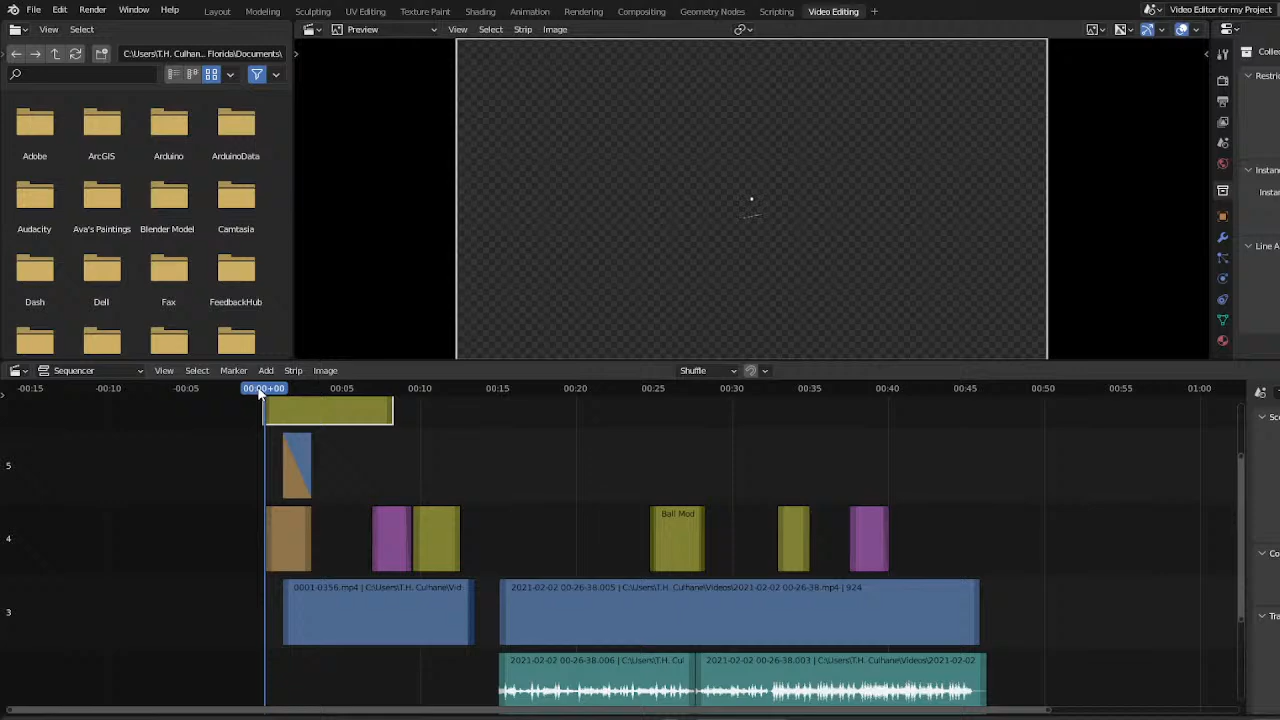 File Edit Render Window Help Layout Modeling Sculpting UV Editing Texture Paint Shading Animation Rendering Compositing Geometry Nodes Scripting Video Editing + Video Editor for my Project
View Select Preview View Select Strip Image
C:\Users\T.H. Culhan... Florida\Documents\ Collec
Restric
Adobe ArcGIS Arduino ArduinoData
Instan
Instan
Audacity Ava's Paintings Blender Model Camtasia
Line A
Dash Dell Fax FeedbackHub
Sequencer View Select Marker Add Strip Image Shuffle
-00:15 -00:10 -00:05 00:00+00 00:05 00:10 00:15 00:20 00:25 00:30 00:35 00:40 00:45 00:50 00:55 01:00
Sce
5
Ball Mod
4
Co
0001-0356.mp4 | C:\Users\T.H. Culhane\Vid 2021-02-02 00-26-38.005 | C:\Users\T.H. Culhane\Videos\2021-02-02 00-26-38.mp4 | 924
3
Tra
2021-02-02 00-26-38.006 | C:\Users\T.H. Cul 2021-02-02 00-26-38.003 | C:\Users\T.H. Culhane\Videos\2021-02-02